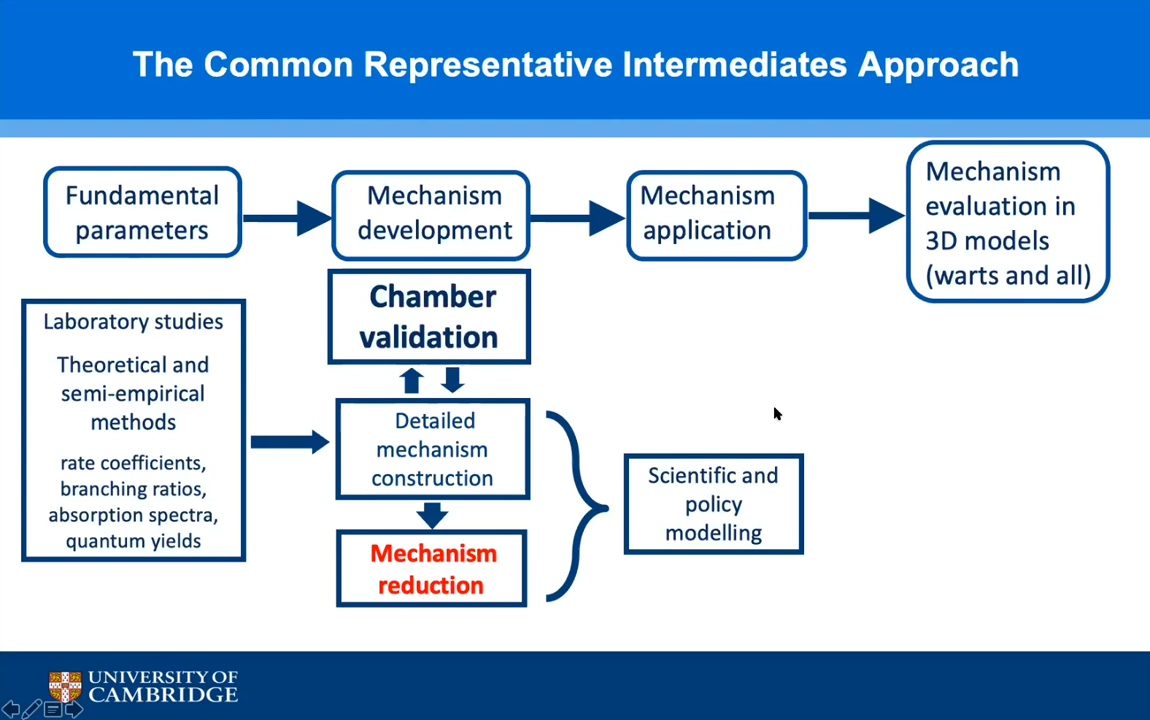 The Common Representative Intermediates Approach
Fundamental
parameters
Mechanism
development
Mechanism
application
Mechanism
evaluation in
3D models
(warts and all)
Laboratory studies
Theoretical and
semi-empirical
methods
rate coefficients,
branching ratios,
absorption spectra,
quantum yields
Chamber
validation
Detailed
mechanism
construction
Mechanism
reduction
Scientific and
policy
modelling
UNIVERSITY OF
CAMBRIDGE